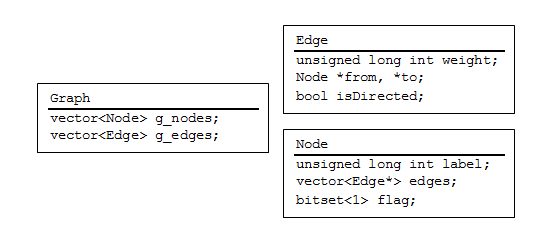 Graph
vector<Node> g_nodes;
vector<Edge> g_edges;
Edge
unsigned long int weight;
Node *from, *to;
bool isDirected;
Node
unsigned long int label;
vector<Edge*> edges;
bitset<1> flag;